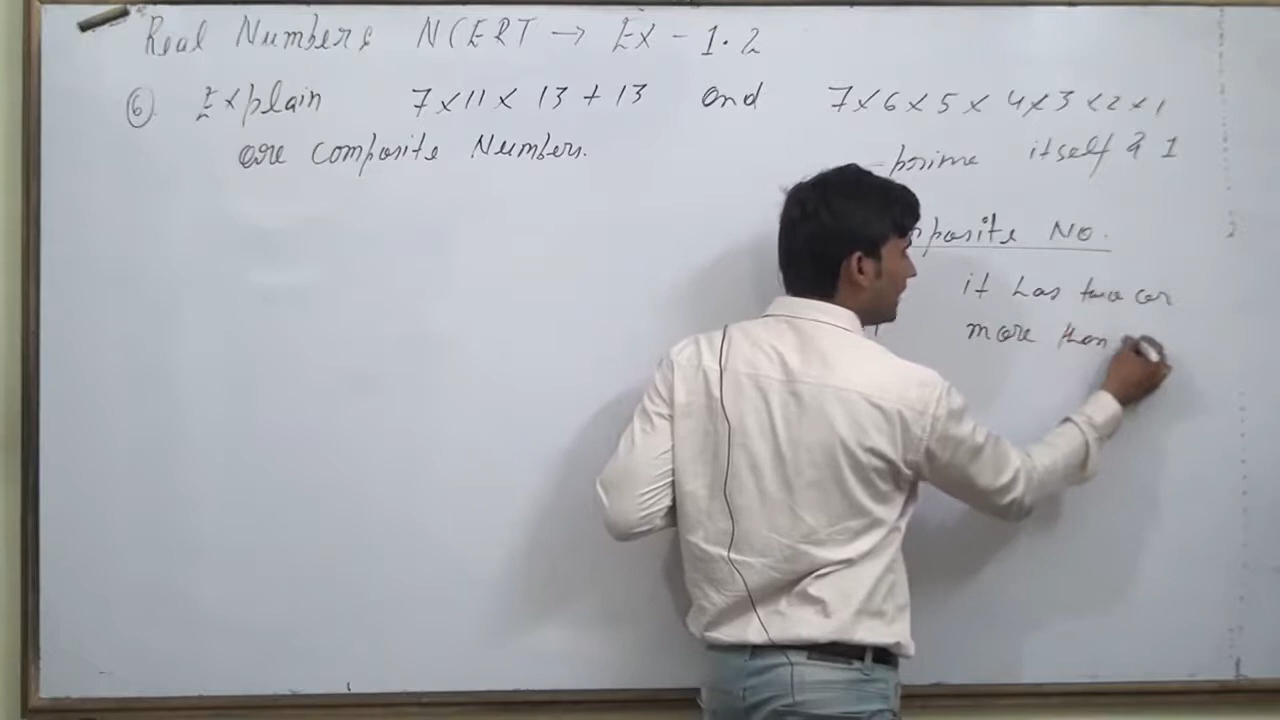 Real Numbers NCERT → EX - 1.2
⑥ Explain 7×11×13+13 and 7×6×5×4×3×2×1
are composite Numbers.
prime itself & 1
posite NO.
it has two or
more than